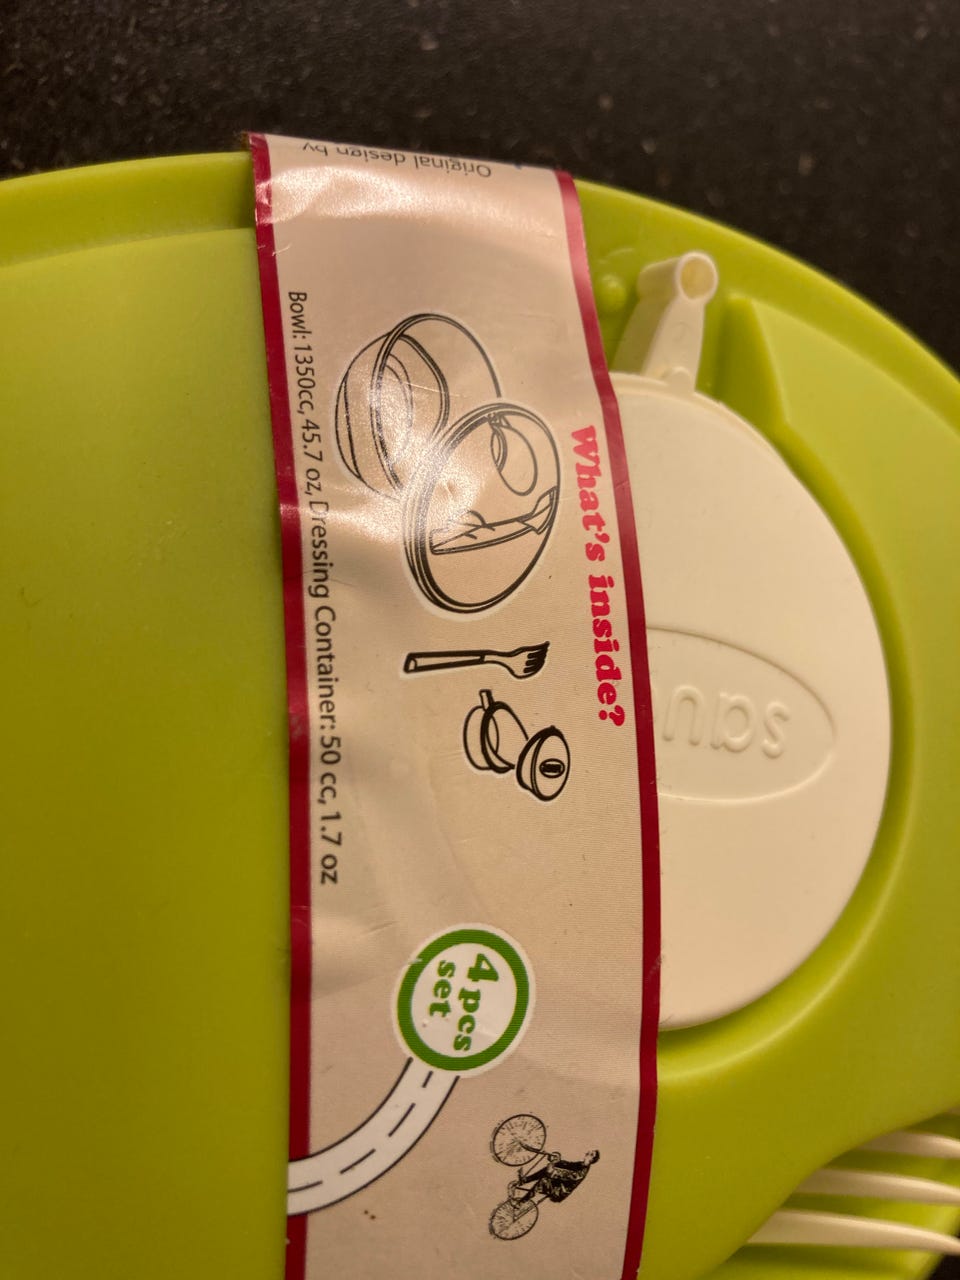 Original design by
What's inside?
Bowl: 1350cc, 45.7 oz, Dressing Container: 50 cc, 1.7 oz
4 pcs
set
squ